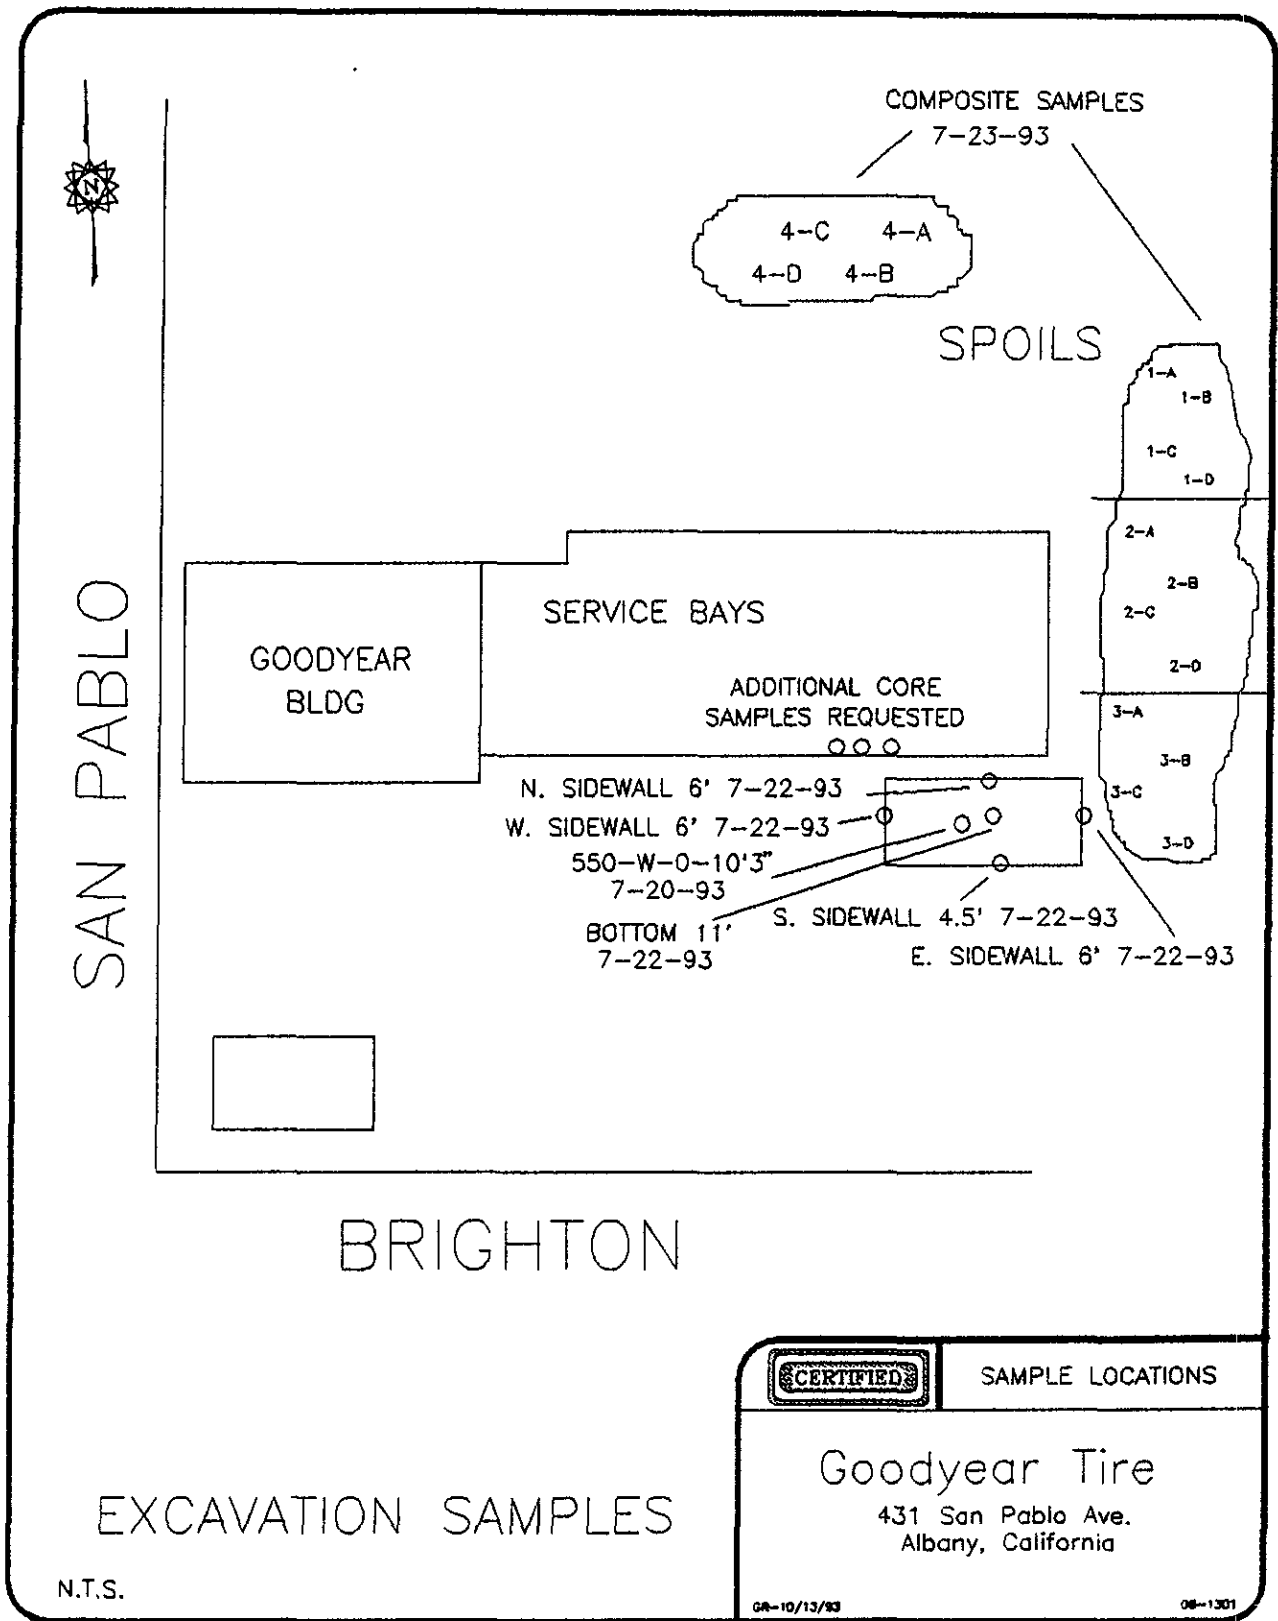 N
COMPOSITE SAMPLES
7-23-93
4-C 4-A
4-D 4-B
SPOILS
1-A
1-B
1-C
1-D
2-A
2-B
2-C
2-D
3-A
3-B
3-C
3-D
SAN PABLO
GOODYEAR
BLDG
SERVICE BAYS
ADDITIONAL CORE
SAMPLES REQUESTED
N. SIDEWALL 6' 7-22-93
W. SIDEWALL 6' 7-22-93
550-W-O-10'3"
7-20-93
BOTTOM 11'
7-22-93
S. SIDEWALL 4.5' 7-22-93
E. SIDEWALL 6' 7-22-93
BRIGHTON
EXCAVATION SAMPLES
N.T.S.
CERTIFIED
SAMPLE LOCATIONS
Goodyear Tire
431 San Pablo Ave.
Albany, California
GR-10/13/93
08-1301